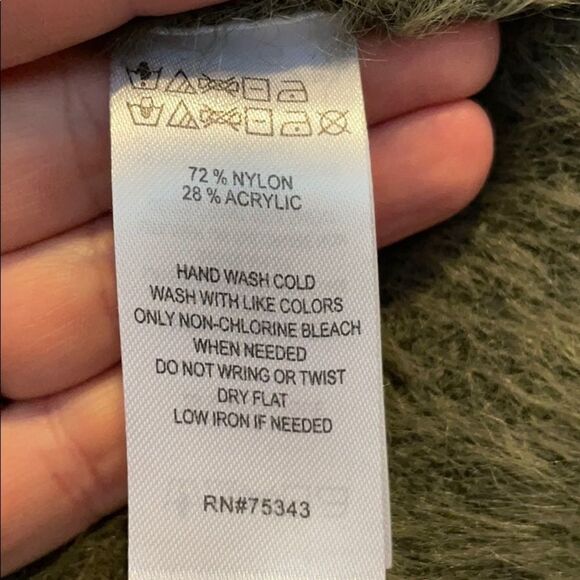 72 % NYLON
28 % ACRYLIC
HAND WASH COLD
WASH WITH LIKE COLORS
ONLY NON-CHLORINE BLEACH
WHEN NEEDED
DO NOT WRING OR TWIST
DRY FLAT
LOW IRON IF NEEDED
RN#75343